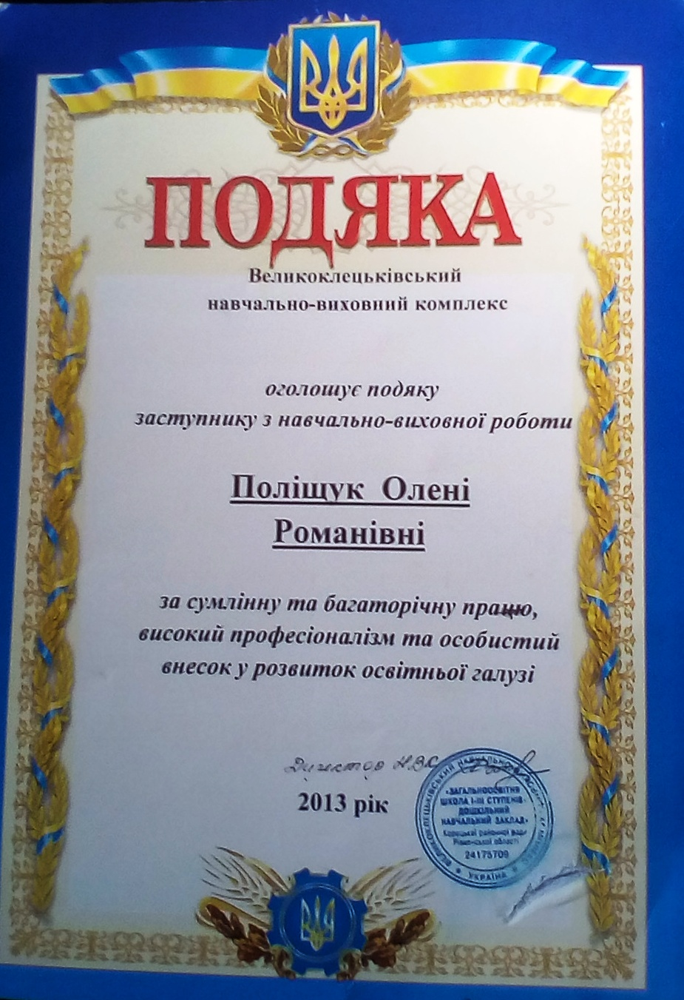 ПОДЯКА
Великоклецьківський
навчально-виховний комплекс
оголошує подяку
заступнику з навчально-виховної роботи
Поліщук Олені
Романівні
за сумлінну та багаторічну працю,
високий професіоналізм та особистий
внесок у розвиток освітньої галузі
Директор НВК
2013 рік
ВЕЛИКОКЛЕЦЬКІВСЬКИЙ НАВЧАЛЬНО
«ЗАГАЛЬНООСВІТНЯ
ШКОЛА І-ІІІ СТУПЕНІВ-
ДОШКІЛЬНИЙ
НАВЧАЛЬНИЙ ЗАКЛАД»
Корецької районної ради
Рівненської області
24175709
УКРАЇНА